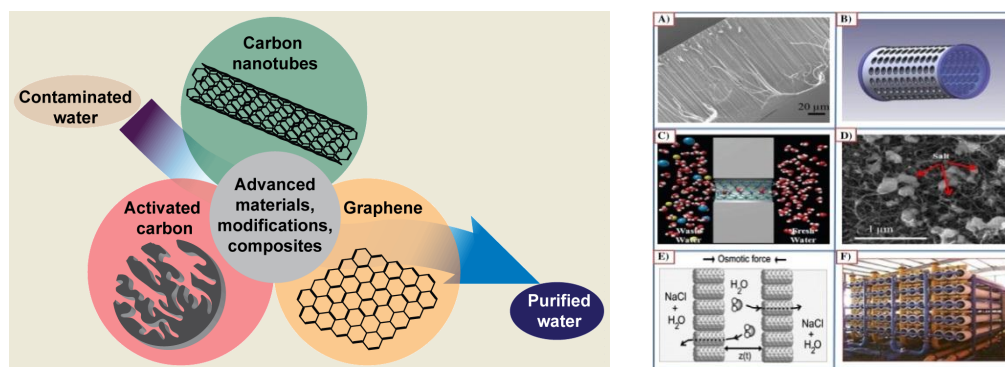 Carbon
nanotubes
Contaminated
water
Advanced
materials,
modifications,
composites
Activated
carbon
Graphene
Purified
water
A)
20 µm
B)
C)
Waste
Water
Fresh
Water
D)
Salt
1 µm
E)
Osmotic force
H2O
NaCl
+
H2O
NaCl
+
H2O
z(t)
F)